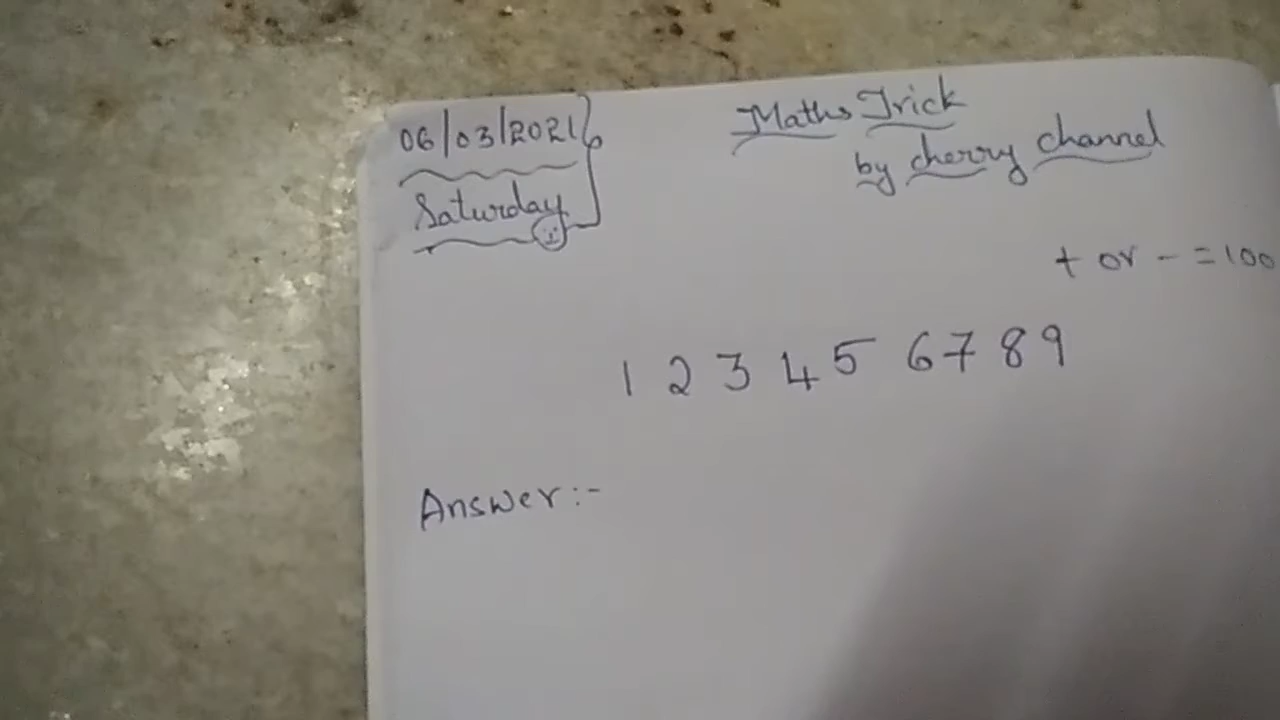 06/03/2021
Saturday
Maths Trick
by cherry channel
+ or - = 100
1 2 3 4 5 6 7 8 9
Answer:-